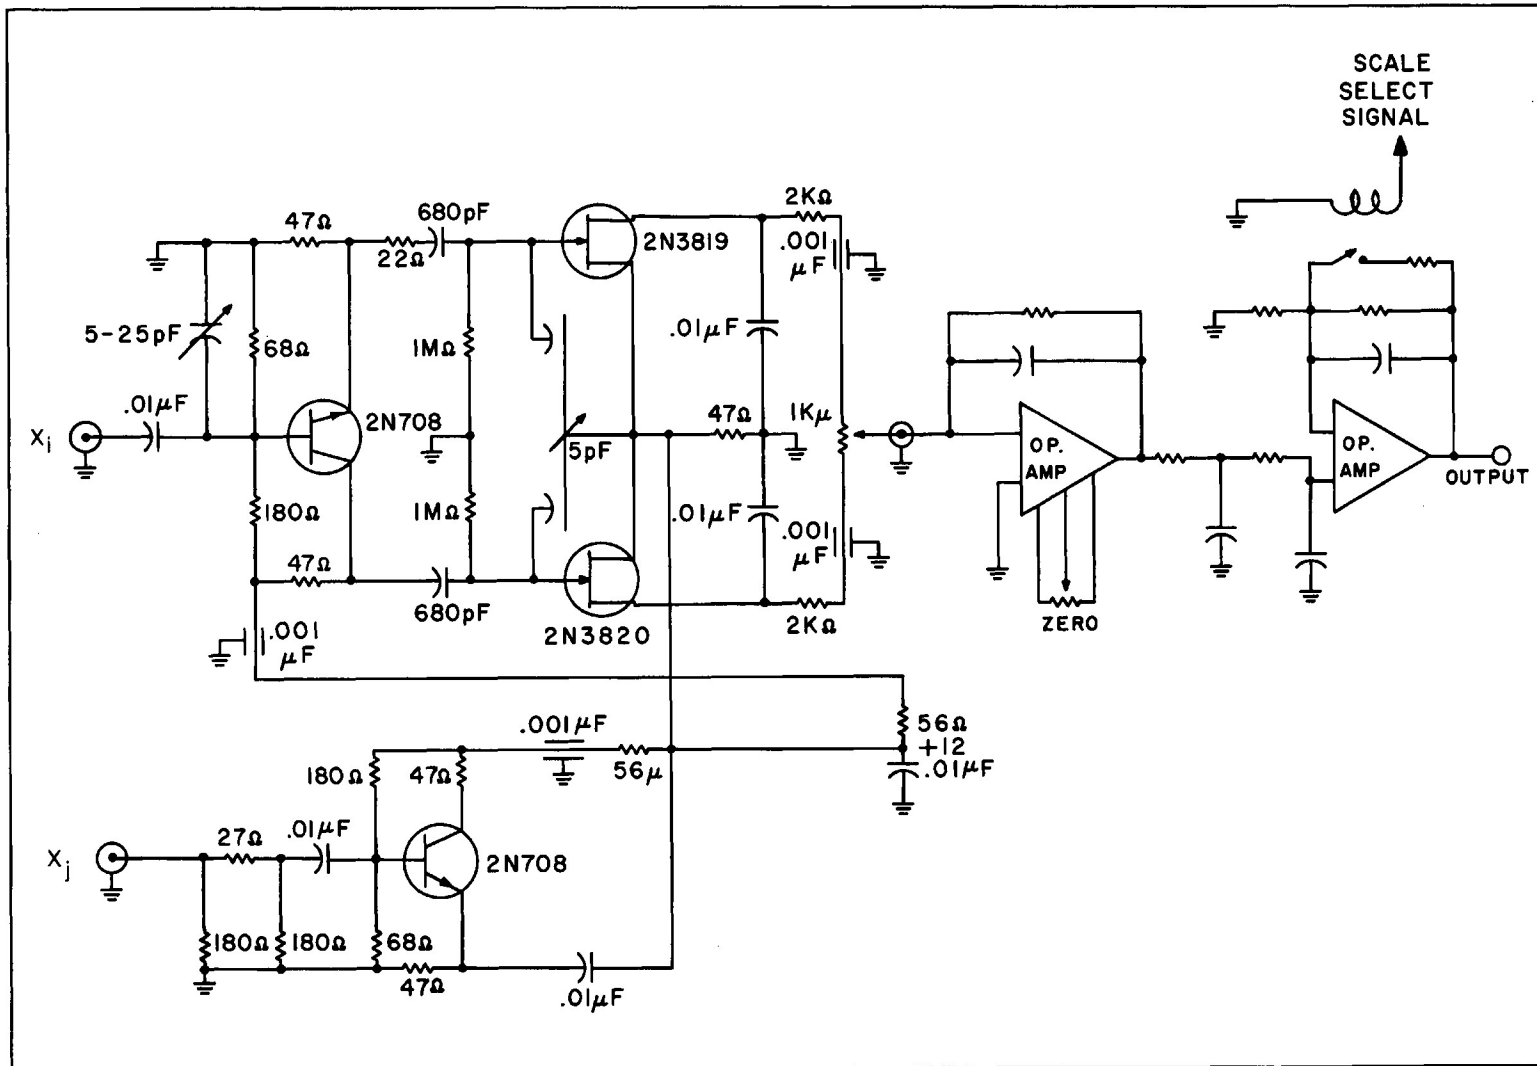 SCALE
SELECT
SIGNAL
47Ω
680pF
22Ω
2N3819
2KΩ
.001
μF
5-25pF
68Ω
1MΩ
.01μF
.01μF
2N708
47Ω
1Kμ
5pF
Xi
OP.
AMP
OP.
AMP
OUTPUT
180Ω
1MΩ
.01μF
.001
μF
47Ω
680pF
2N3820
2KΩ
ZERO
.001
μF
.001μF
56Ω
+12
.01μF
180Ω
47Ω
56μ
Xj
27Ω
.01μF
2N708
180Ω
180Ω
68Ω
47Ω
.01μF